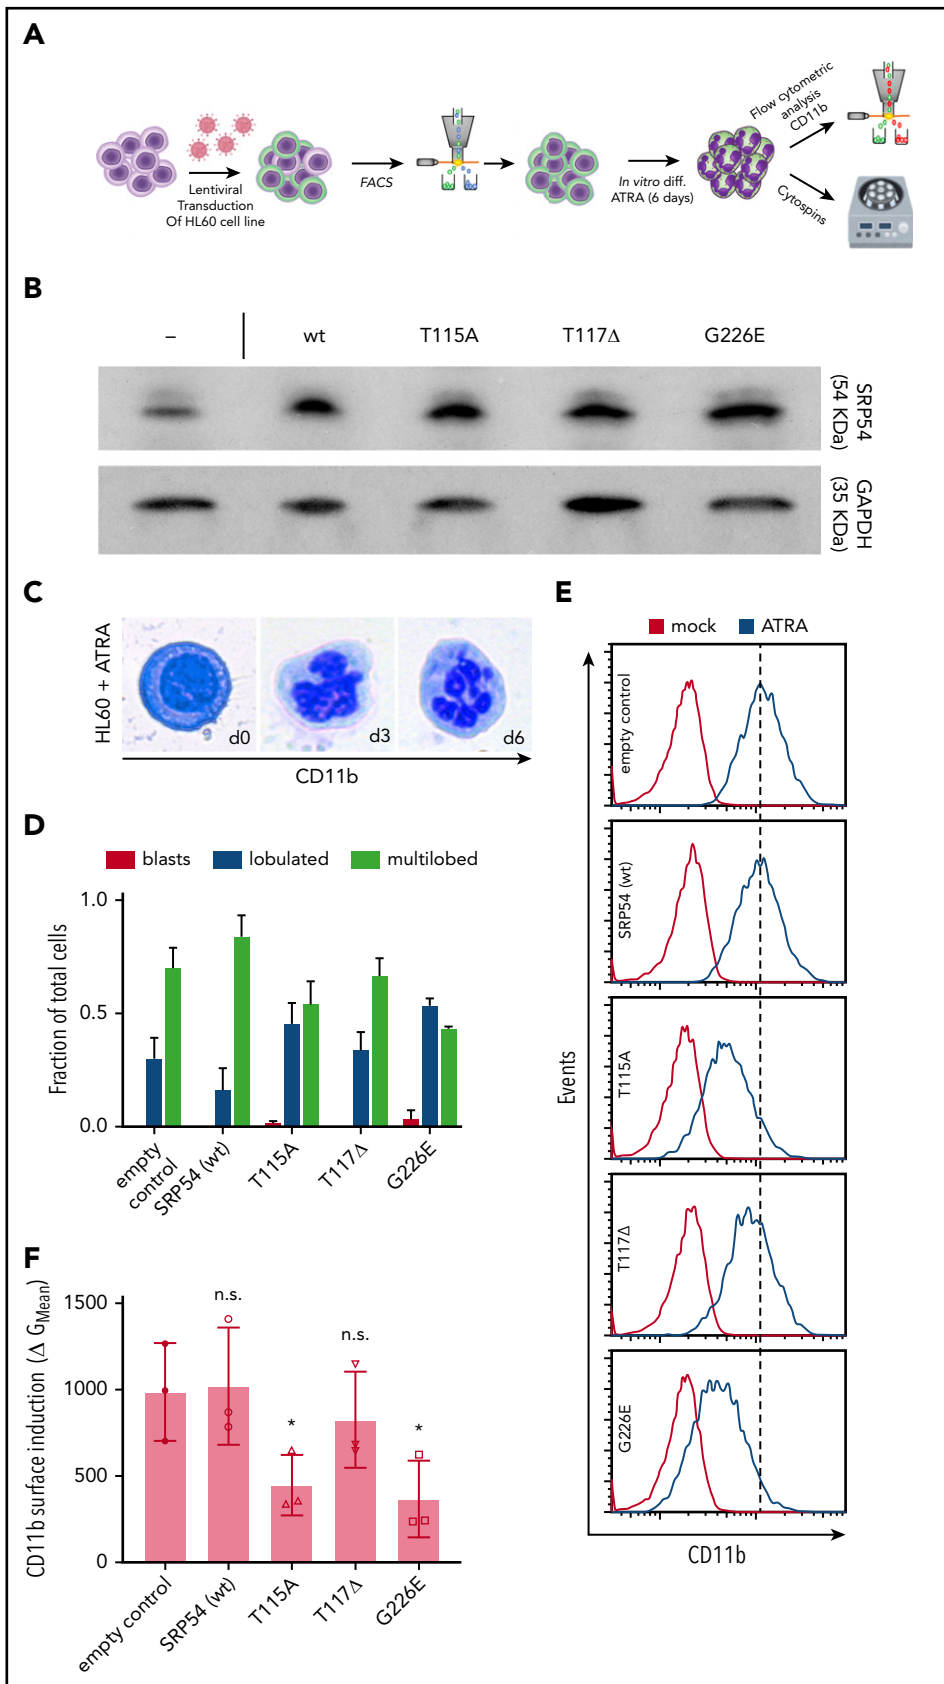 A
Lentiviral
Transduction
Of HL60 cell line
FACS
In vitro diff.
ATRA (6 days)
Flow cytometric
analysis
CD11b
Cytospins
B
– wt T115A T117Δ G226E
SRP54
(54 KDa)
GAPDH
(35 KDa)
C
HL60 + ATRA
d0 d3 d6
CD11b
D
blasts lobulated multilobed
Fraction of total cells
1.0
0.5
0.0
empty
control
SRP54 (wt)
T115A
T117Δ
G226E
E
mock ATRA
empty control
SRP54 (wt)
T115A
T117Δ
G226E
Events
CD11b
F
CD11b surface induction (Δ GMean)
1500
1000
500
0
n.s.
*
n.s.
*
empty control
SRP54 (wt)
T115A
T117Δ
G226E